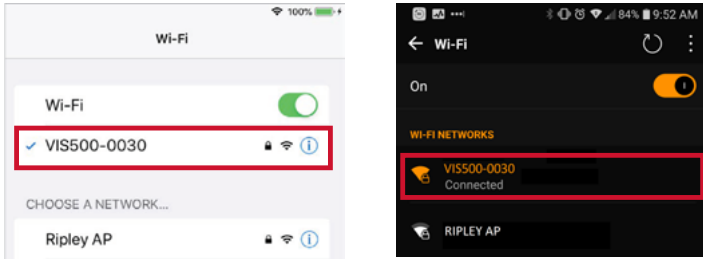 100%
Wi-Fi
Wi-Fi
VIS500-0030
CHOOSE A NETWORK...
Ripley AP
84% 9:52 AM
Wi-Fi
On
WI-FI NETWORKS
VIS500-0030
Connected
RIPLEY AP